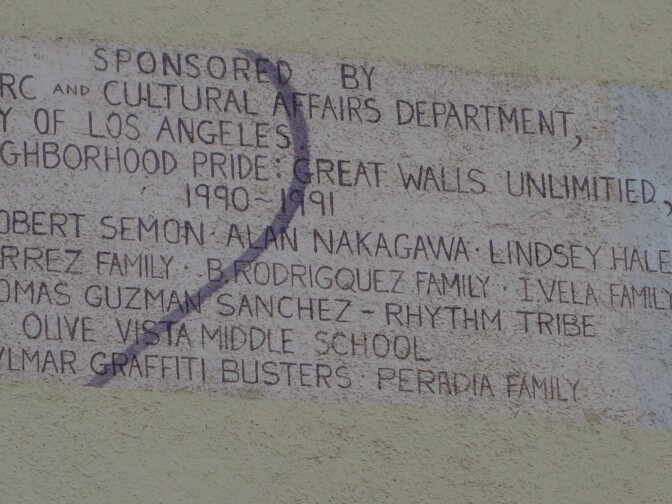 SPONSORED BY
RC AND CULTURAL AFFAIRS DEPARTMENT,
Y OF LOS ANGELES
GHBORHOOD PRIDE: GREAT WALLS UNLIMITIED,
1990~1991
OBERT SEMON· ALAN NAKAGAWA· LINDSEY HALE
RREZ FAMILY · B. RODRIGQUEZ FAMILY · I. VELA FAMILY
OMAS GUZMAN SANCHEZ - RHYTHM TRIBE
OLIVE VISTA MIDDLE SCHOOL
YLMAR GRAFFITI BUSTERS · PERADIA FAMILY